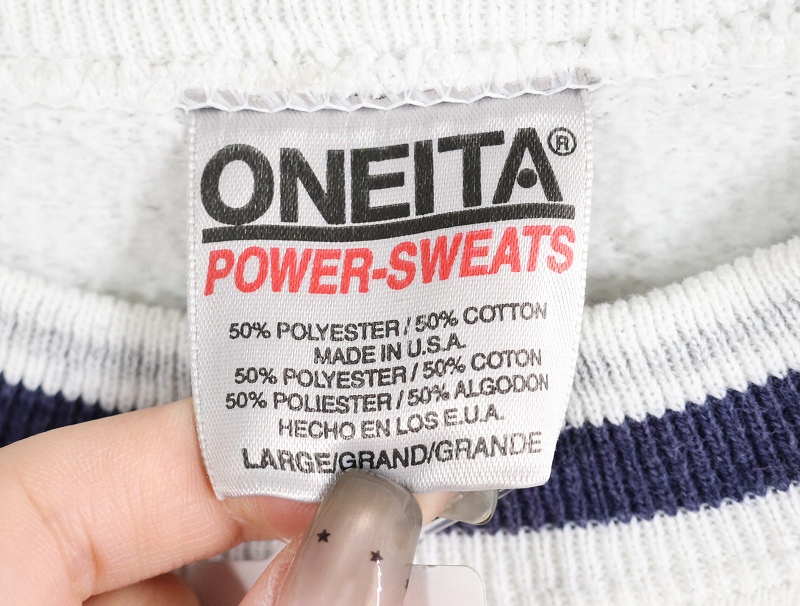 ONEITA®
POWER-SWEATS
50% POLYESTER / 50% COTTON
MADE IN U.S.A.
50% POLYESTER / 50% COTON
50% POLIESTER / 50% ALGODON
HECHO EN LOS E.U.A.
LARGE/GRAND/GRANDE